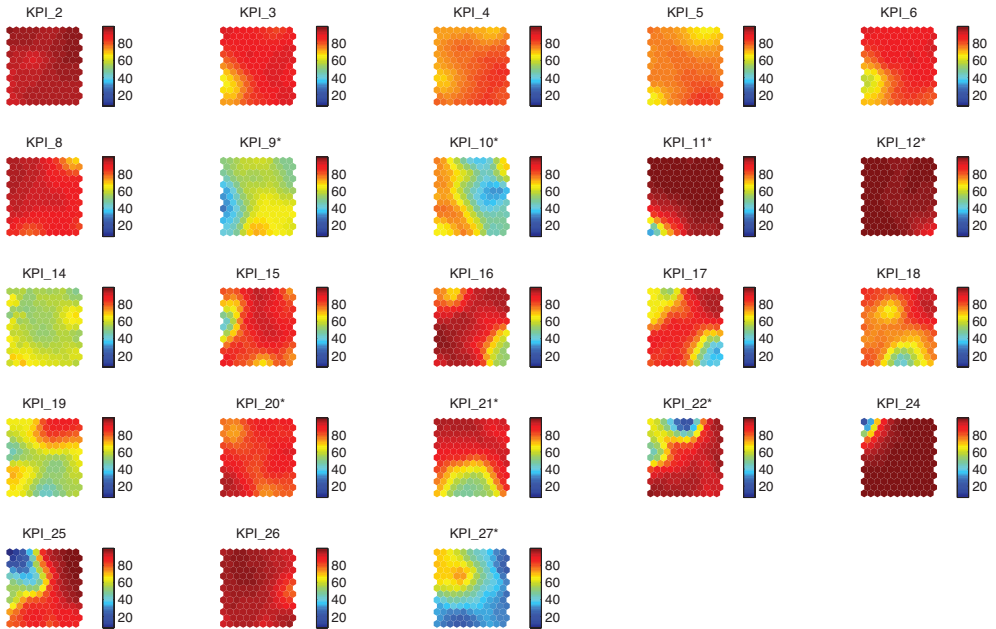 KPI_2 KPI_3 KPI_4 KPI_5 KPI_6
80 80 80 80 80
60 60 60 60 60
40 40 40 40 40
20 20 20 20 20
KPI_8 KPI_9* KPI_10* KPI_11* KPI_12*
80 80 80 80 80
60 60 60 60 60
40 40 40 40 40
20 20 20 20 20
KPI_14 KPI_15 KPI_16 KPI_17 KPI_18
80 80 80 80 80
60 60 60 60 60
40 40 40 40 40
20 20 20 20 20
KPI_19 KPI_20* KPI_21* KPI_22* KPI_24
80 80 80 80 80
60 60 60 60 60
40 40 40 40 40
20 20 20 20 20
KPI_25 KPI_26 KPI_27*
80 80 80
60 60 60
40 40 40
20 20 20